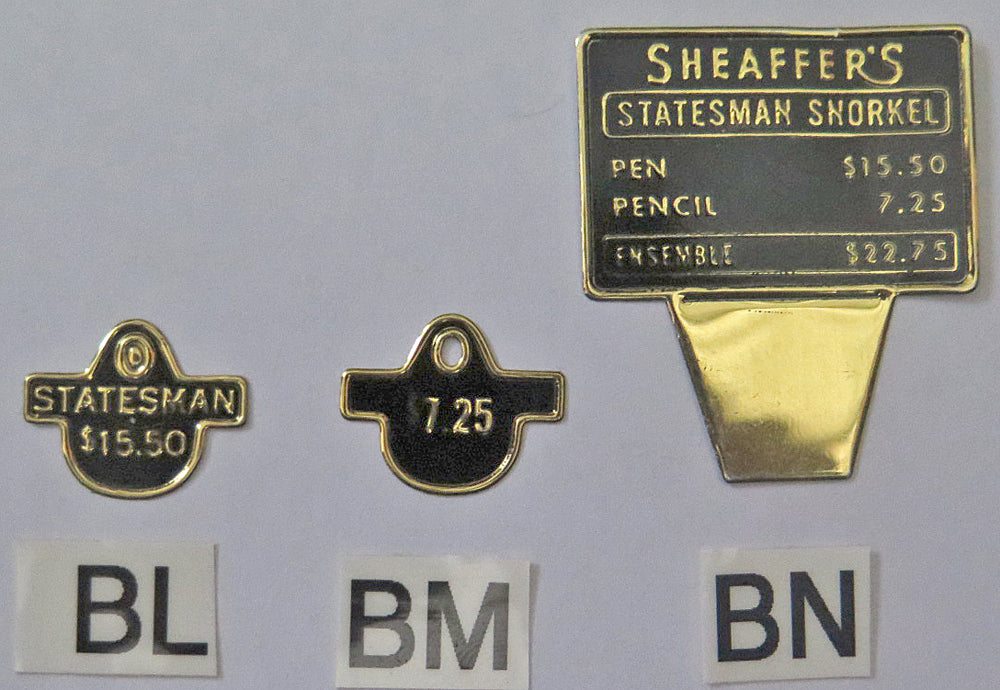 STATESMAN
$15.50
7.25
SHEAFFER'S
STATESMAN SNORKEL
PEN $15.50
PENCIL 7.25
ENSEMBLE $22.75
BL
BM
BN